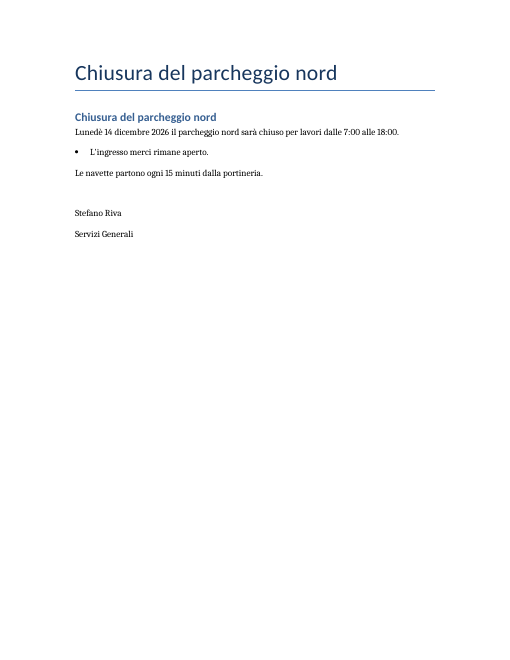 Chiusura del parcheggio nord
Chiusura del parcheggio nord
Lunedè 14 dicembre 2026 il parcheggio nord sarà chiuso per lavori dalle 7:00 alle 18:00.
• L'ingresso merci rimane aperto.
Le navette partono ogni 15 minuti dalla portineria.
Stefano Riva
Servizi Generali